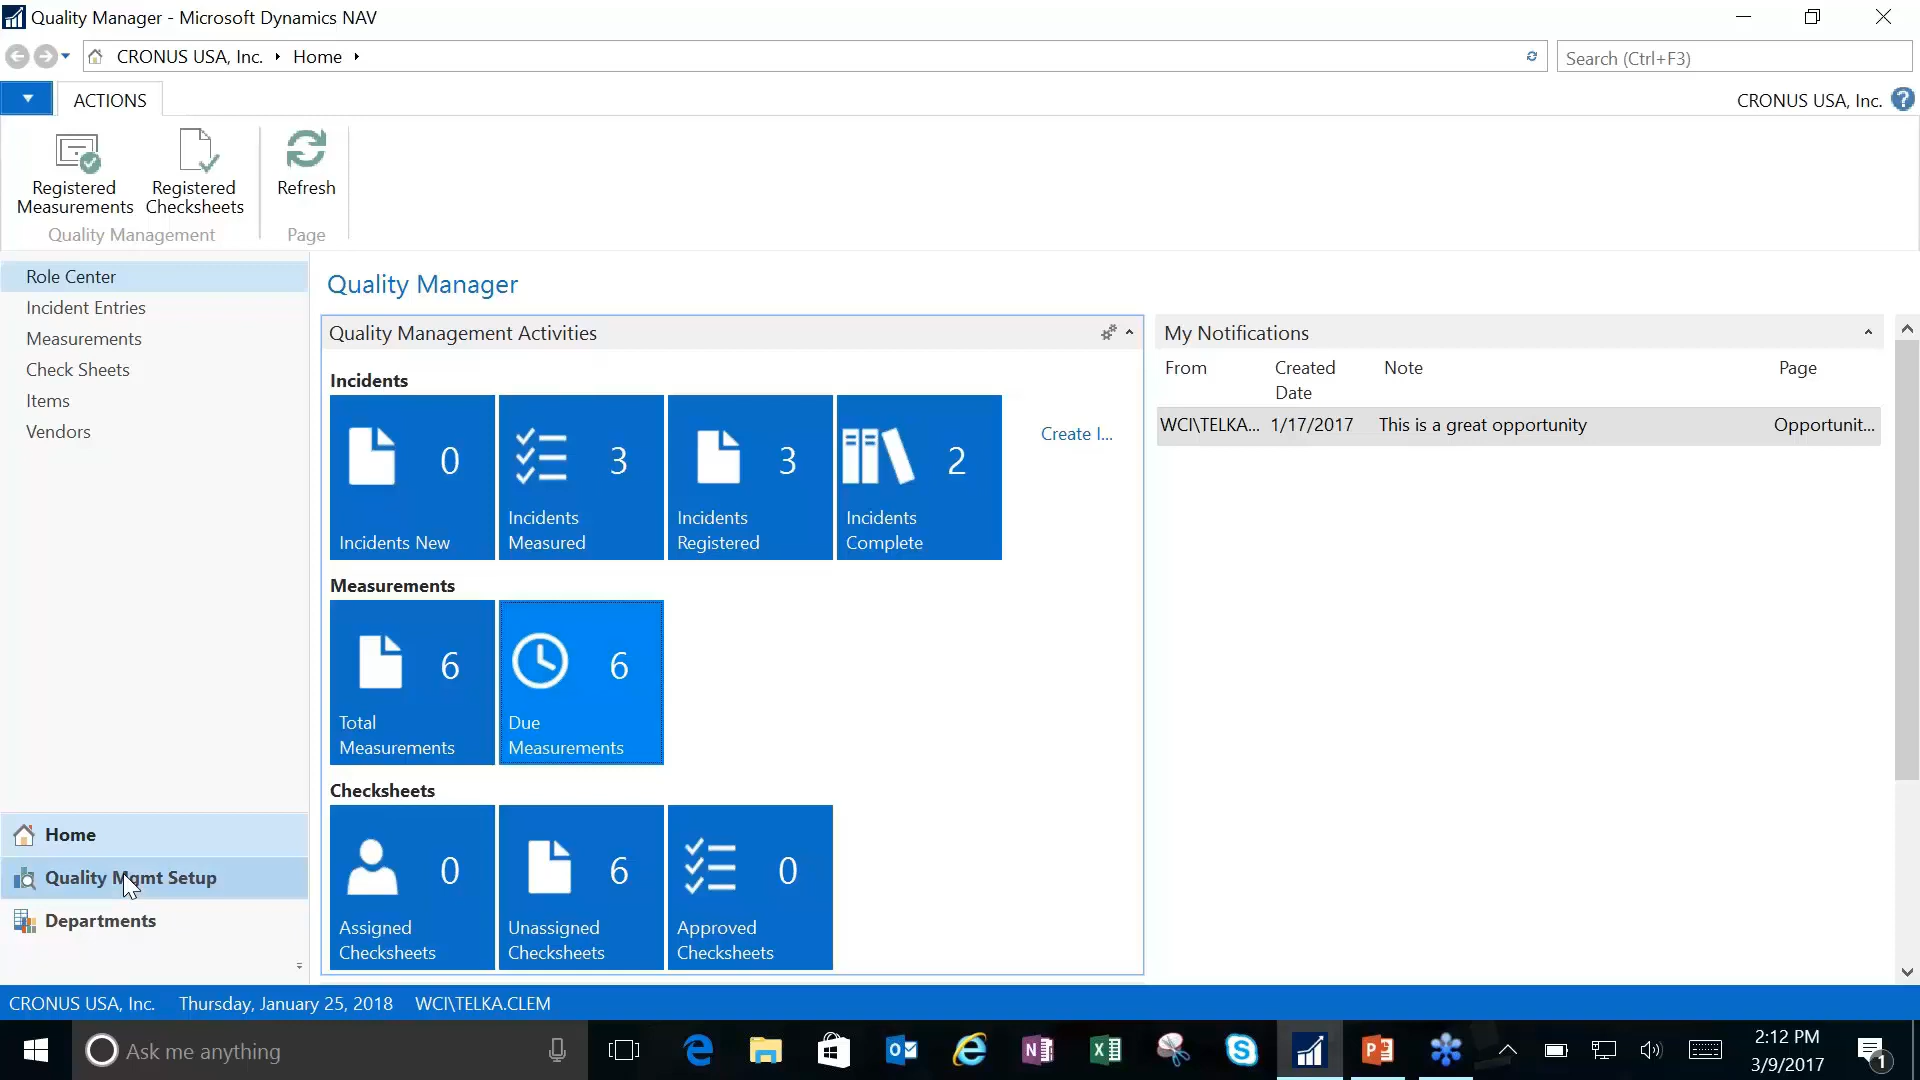 Quality Manager - Microsoft Dynamics NAV
CRONUS USA, Inc.
Home
Search (Ctrl+F3)
ACTIONS
CRONUS USA, Inc.
?
Registered
Measurements
Registered
Checksheets
Refresh
Quality Management
Page
Role Center
Incident Entries
Measurements
Check Sheets
Items
Vendors
Home
Quality Mgmt Setup
Departments
Quality Manager
Quality Management Activities
Incidents
0
Incidents New
3
Incidents
Measured
3
Incidents
Registered
2
Incidents
Complete
Create I...
Measurements
6
Total
Measurements
6
Due
Measurements
Checksheets
0
Assigned
Checksheets
6
Unassigned
Checksheets
0
Approved
Checksheets
My Notifications
From
Created
Date
Note
Page
WCI\TELKA... 1/17/2017 This is a great opportunity Opportunit...
CRONUS USA, Inc. Thursday, January 25, 2018 WCI\TELKA.CLEM
Ask me anything
2:12 PM
3/9/2017
1